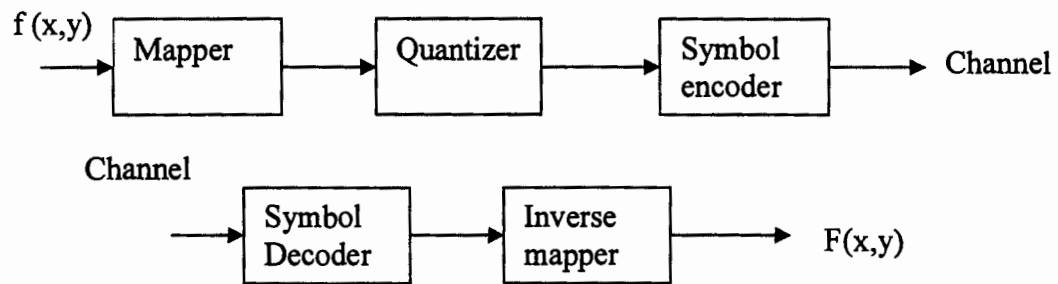 f (x,y)
Mapper
Quantizer
Symbol
encoder
Channel
Channel
Symbol
Decoder
Inverse
mapper
F(x,y)